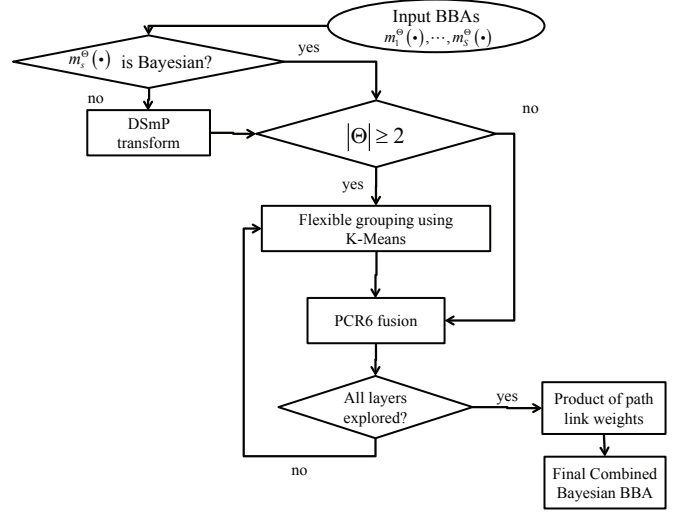 Input BBAs
m₁^Θ(•),⋯,m_S^Θ(•)
yes
m_s^Θ(•) is Bayesian?
no
DSmP
transform
no
|Θ| ≥ 2
yes
Flexible grouping using
K-Means
PCR6 fusion
All layers
explored?
yes
Product of path
link weights
no
Final Combined
Bayesian BBA